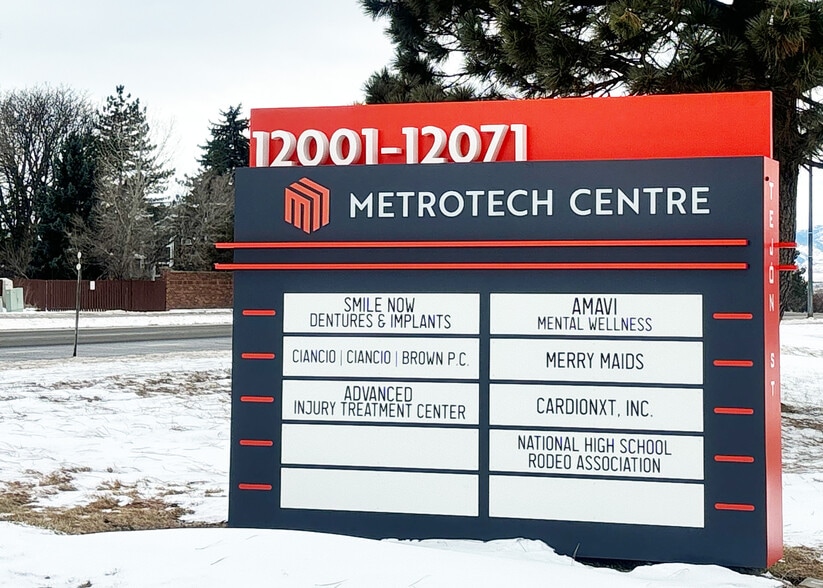 12001-12071
METROTECH CENTRE
SMILE NOW
DENTURES & IMPLANTS
CIANCIO | CIANCIO | BROWN P.C.
ADVANCED
INJURY TREATMENT CENTER
AMAVI
MENTAL WELLNESS
MERRY MAIDS
CARDIONXT, INC.
NATIONAL HIGH SCHOOL
RODEO ASSOCIATION
TEJON ST